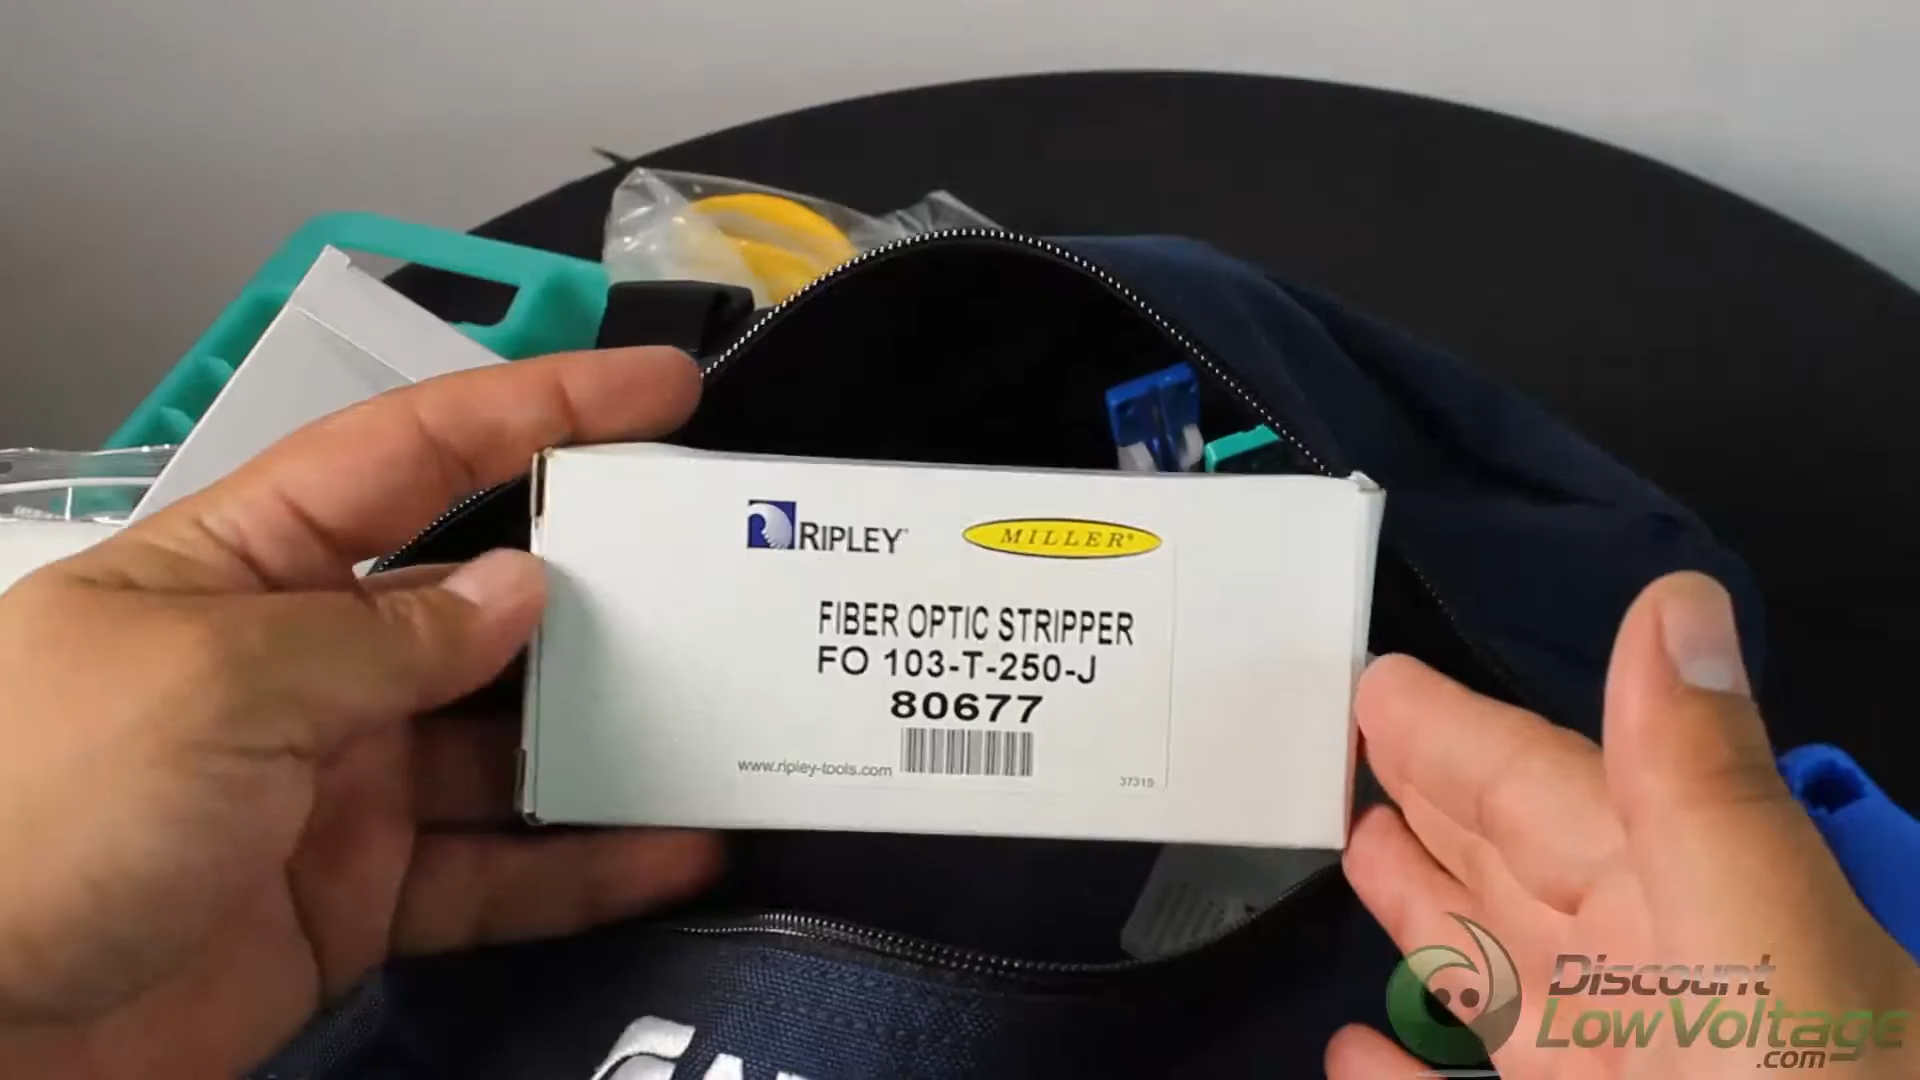 RIPLEY
MILLER®
FIBER OPTIC STRIPPER
FO 103-T-250-J
80677
www.ripley-tools.com
37315
Discount
LowVoltage
.com